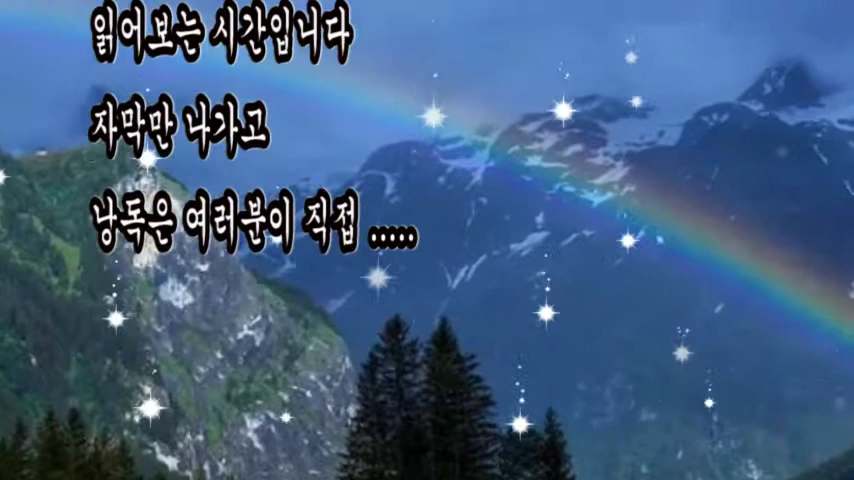 읽어보는 시간입니다
자막만 나가고
낭독은 여러분이 직접 .....